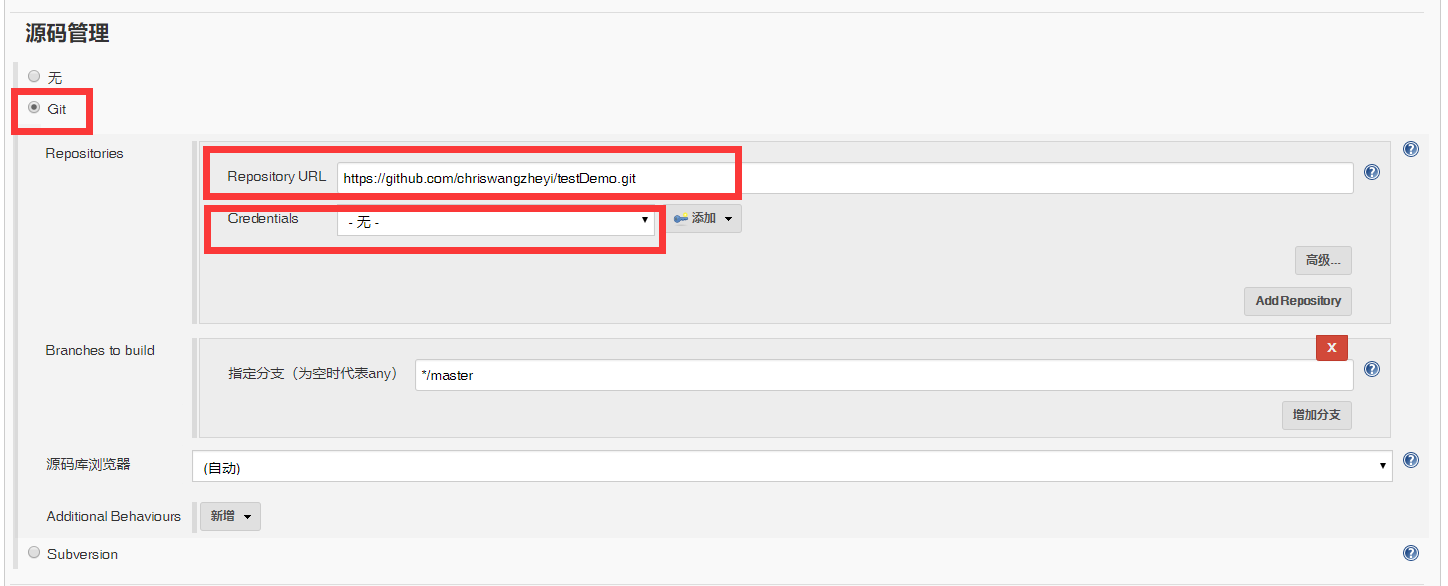 源码管理
无
Git
Repositories
Repository URL https://github.com/chriswangzheyi/testDemo.git
Credentials - 无 - 添加
高级...
Add Repository
Branches to build
X
指定分支（为空时代表any） */master
增加分支
源码库浏览器 (自动)
Additional Behaviours 新增
Subversion